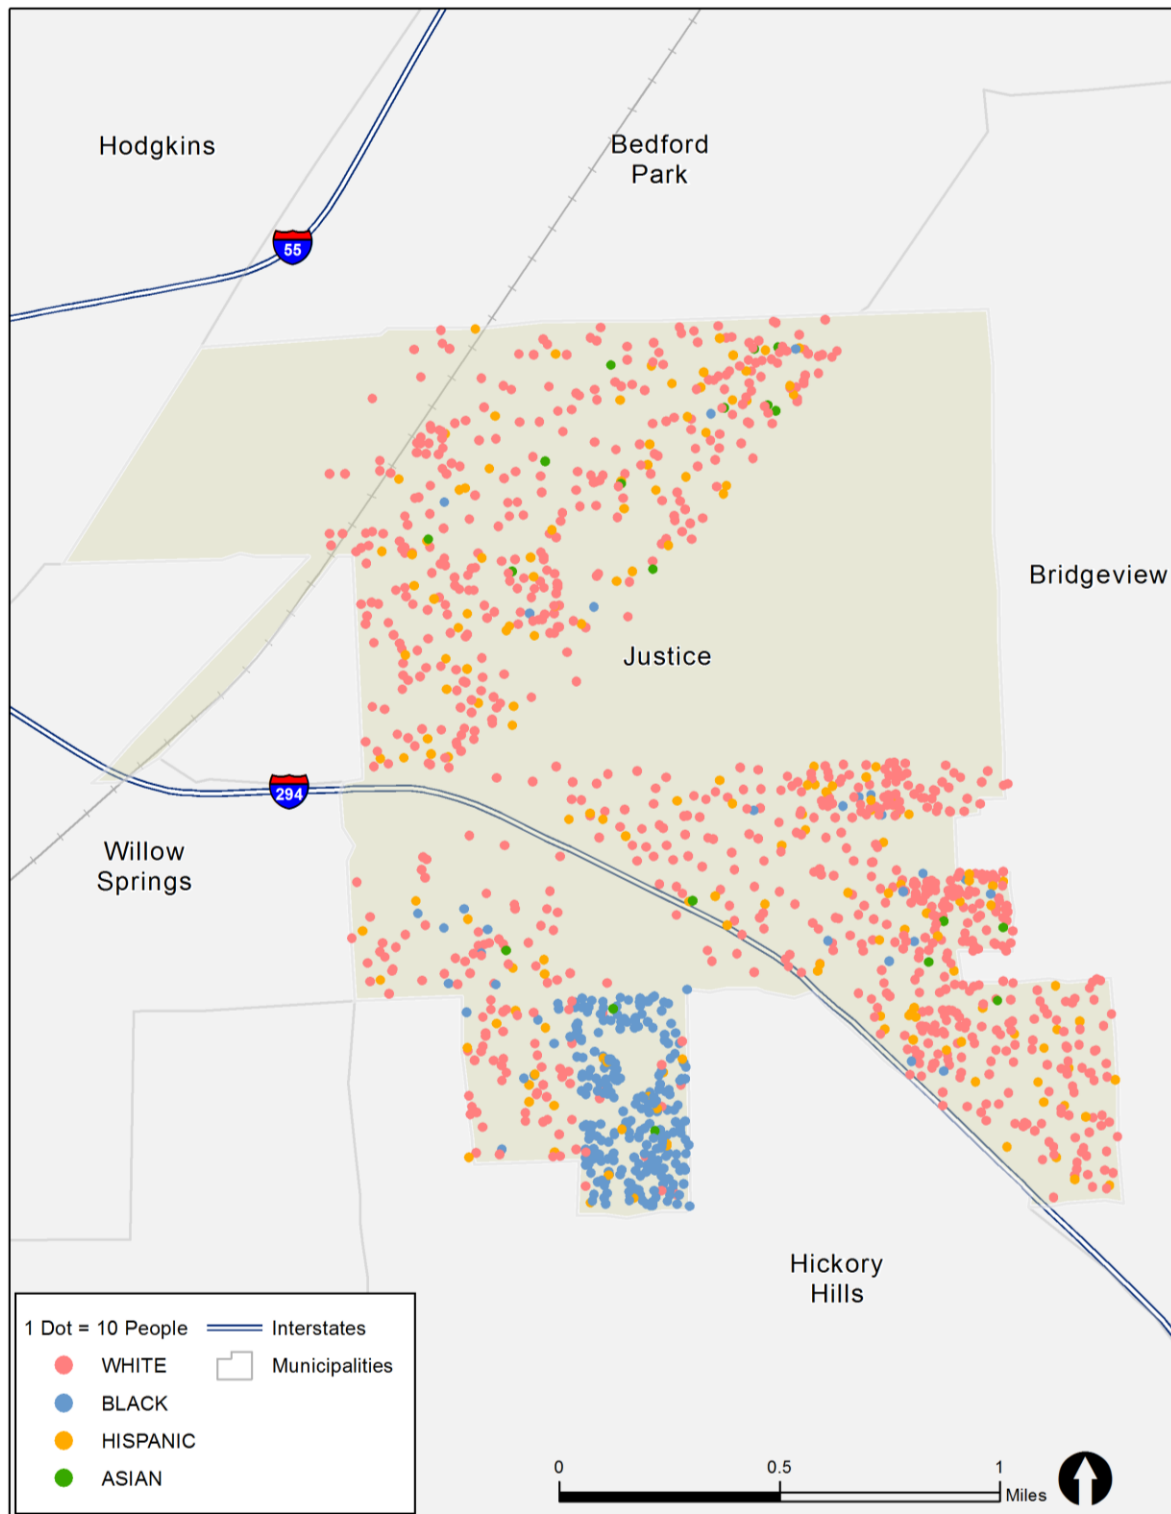 Hodgkins
Bedford
Park
55
Bridgeview
Justice
294
Willow
Springs
Hickory
Hills
1 Dot = 10 People
Interstates
WHITE
Municipalities
BLACK
HISPANIC
ASIAN
0
0.5
1
Miles